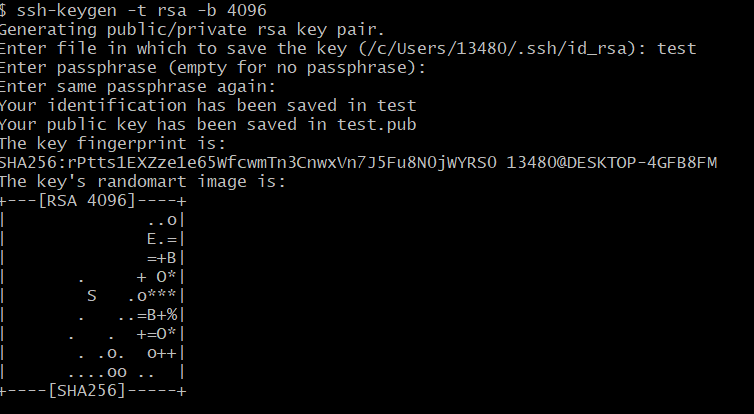 $ ssh-keygen -t rsa -b 4096
Generating public/private rsa key pair.
Enter file in which to save the key (/c/Users/13480/.ssh/id_rsa): test
Enter passphrase (empty for no passphrase):
Enter same passphrase again:
Your identification has been saved in test
Your public key has been saved in test.pub
The key fingerprint is:
SHA256:rPtts1EXZze1e65WfcwmTn3CnwxVn7J5Fu8N0jWYRS0 13480@DESKTOP-4GFB8FM
The key's randomart image is:
+---[RSA 4096]----+
|              ..o|
|              E.=|
|              =+B|
|       .     + O*|
|        S   .o***|
|       .   ..=B+%|
|      .   .  +=O*|
|       . .o.  o++|
|      ....oo ..  |
+----[SHA256]-----+